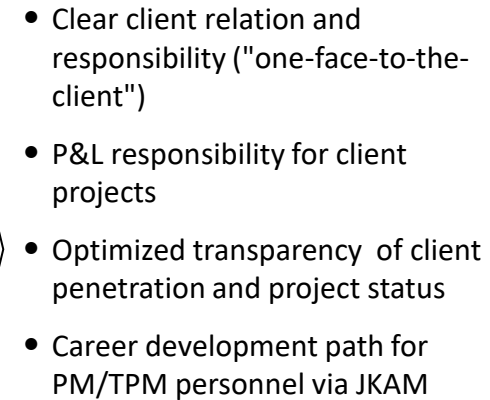 • Clear client relation and
responsibility ("one-face-to-the-
client")
• P&L responsibility for client
projects
• Optimized transparency of client
penetration and project status
• Career development path for
PM/TPM personnel via JKAM